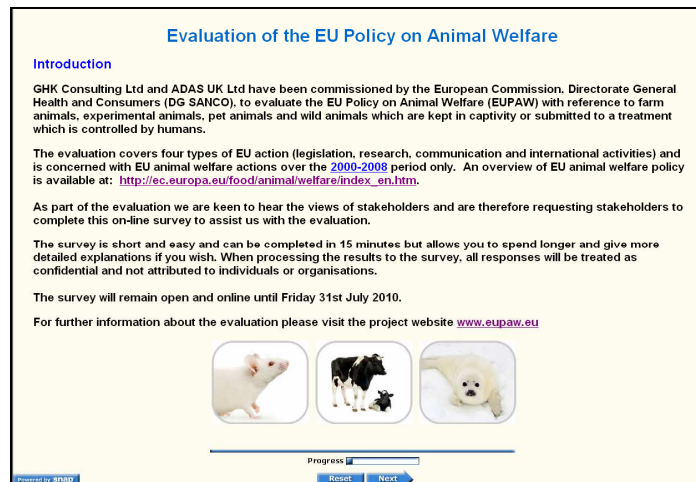 Evaluation of the EU Policy on Animal Welfare
Introduction
GHK Consulting Ltd and ADAS UK Ltd have been commissioned by the European Commission, Directorate General
Health and Consumers (DG SANCO), to evaluate the EU Policy on Animal Welfare (EUPAW) with reference to farm
animals, experimental animals, pet animals and wild animals which are kept in captivity or submitted to a treatment
which is controlled by humans.
The evaluation covers four types of EU action (legislation, research, communication and international activities) and
is concerned with EU animal welfare actions over the 2000-2008 period only. An overview of EU animal welfare policy
is available at: http://ec.europa.eu/food/animal/welfare/index_en.htm.
As part of the evaluation we are keen to hear the views of stakeholders and are therefore requesting stakeholders to
complete this on-line survey to assist us with the evaluation.
The survey is short and easy and can be completed in 15 minutes but allows you to spend longer and give more
detailed explanations if you wish. When processing the results to the survey, all responses will be treated as
confidential and not attributed to individuals or organisations.
The survey will remain open and online until Friday 31st July 2010.
For further information about the evaluation please visit the project website www.eupaw.eu
Progress
Powered by snap
Reset
Next